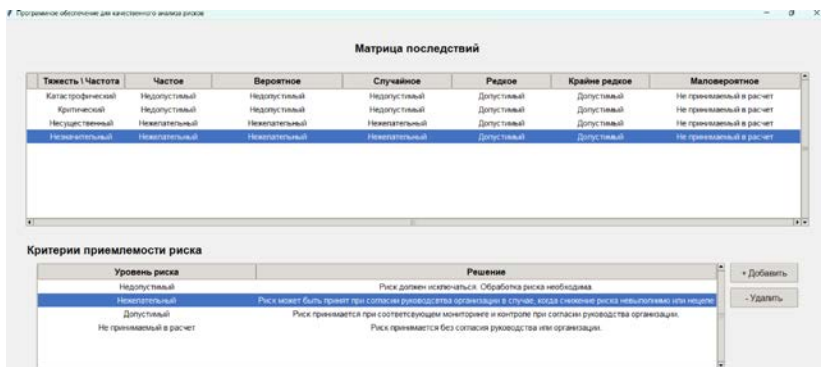 Программное обеспечение для качественного анализа рисков
Матрица последствий
Тяжесть \ Частота Частое Вероятное Случайное Редкое Крайне редкое Маловероятное
Катастрофический Недопустимый Недопустимый Недопустимый Допустимый Допустимый Не принимаемый в расчет
Критический Недопустимый Недопустимый Недопустимый Допустимый Допустимый Не принимаемый в расчет
Несущественный Нежелательный Нежелательный Нежелательный Допустимый Допустимый Не принимаемый в расчет
Незначительный Нежелательный Нежелательный Нежелательный Допустимый Допустимый Не принимаемый в расчет
Критерии приемлемости риска
Уровень риска Решение
+ Добавить
Недопустимый Риск должен исключаться. Обработка риска необходима.
Нежелательный Риск может быть принят при согласии руководсвтва организации в случае, когда снижение риска невыполнимо или нецеле
- Удалить
Допустимый Риск принимается при соответсвующем мониторинге и контроле при согласии руководства организации.
Не принимаемый в расчет Риск принимается без согласия руководства или организации.